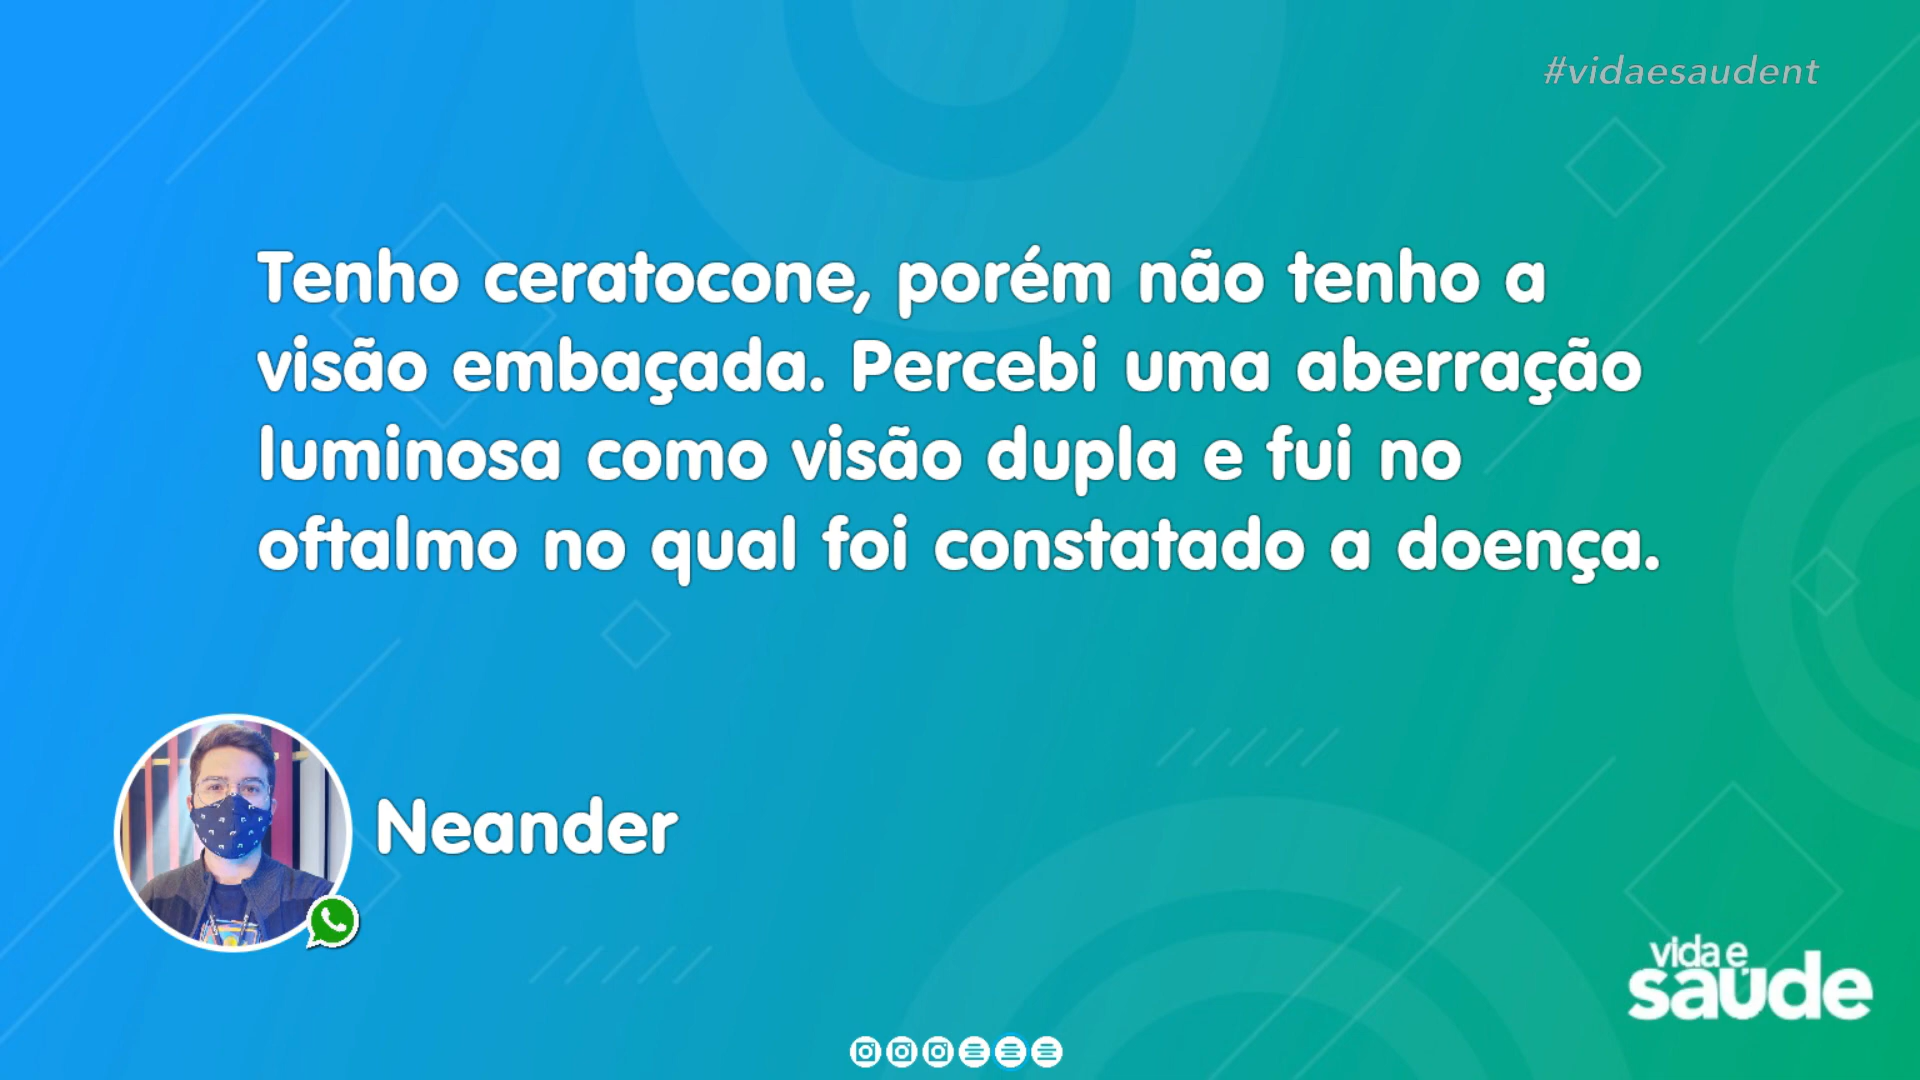 #vidaesaudent
Tenho ceratocone, porém não tenho a
visão embaçada. Percebi uma aberração
luminosa como visão dupla e fui no
oftalmo no qual foi constatado a doença.
Neander
vida e
saúde